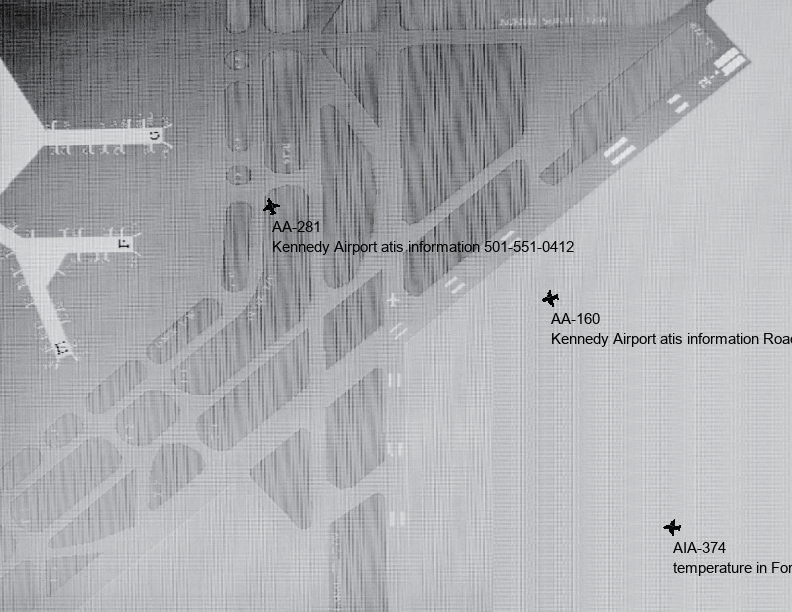 G
F
AA-281
Kennedy Airport atis information 501-551-0412
AA-160
Kennedy Airport atis information Roa
AIA-374
temperature in For